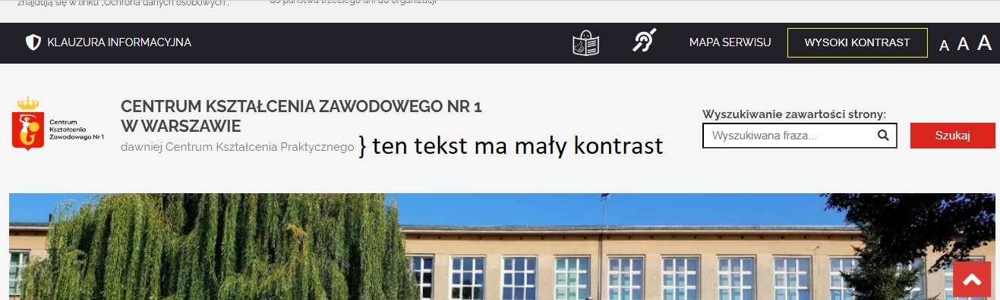 znajdują się w linku „Ochrona danych osobowych",
do państwa trzeciego ani do organizacji
KLAUZURA INFORMACYJNA
MAPA SERWISU
WYSOKI KONTRAST
A A A
Centrum
Kształcenia
Zawodowego Nr 1
CENTRUM KSZTAŁCENIA ZAWODOWEGO NR 1
W WARSZAWIE
dawniej Centrum Kształcenia Praktycznego } ten tekst ma mały kontrast
Wyszukiwanie zawartości strony:
Wyszukiwana fraza...
Szukaj